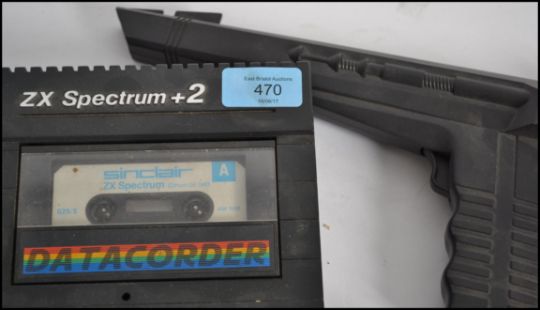 ZX Spectrum +2
East Bristol Auctions
470
sinclair
A
ZX Spectrum
DATACORDER